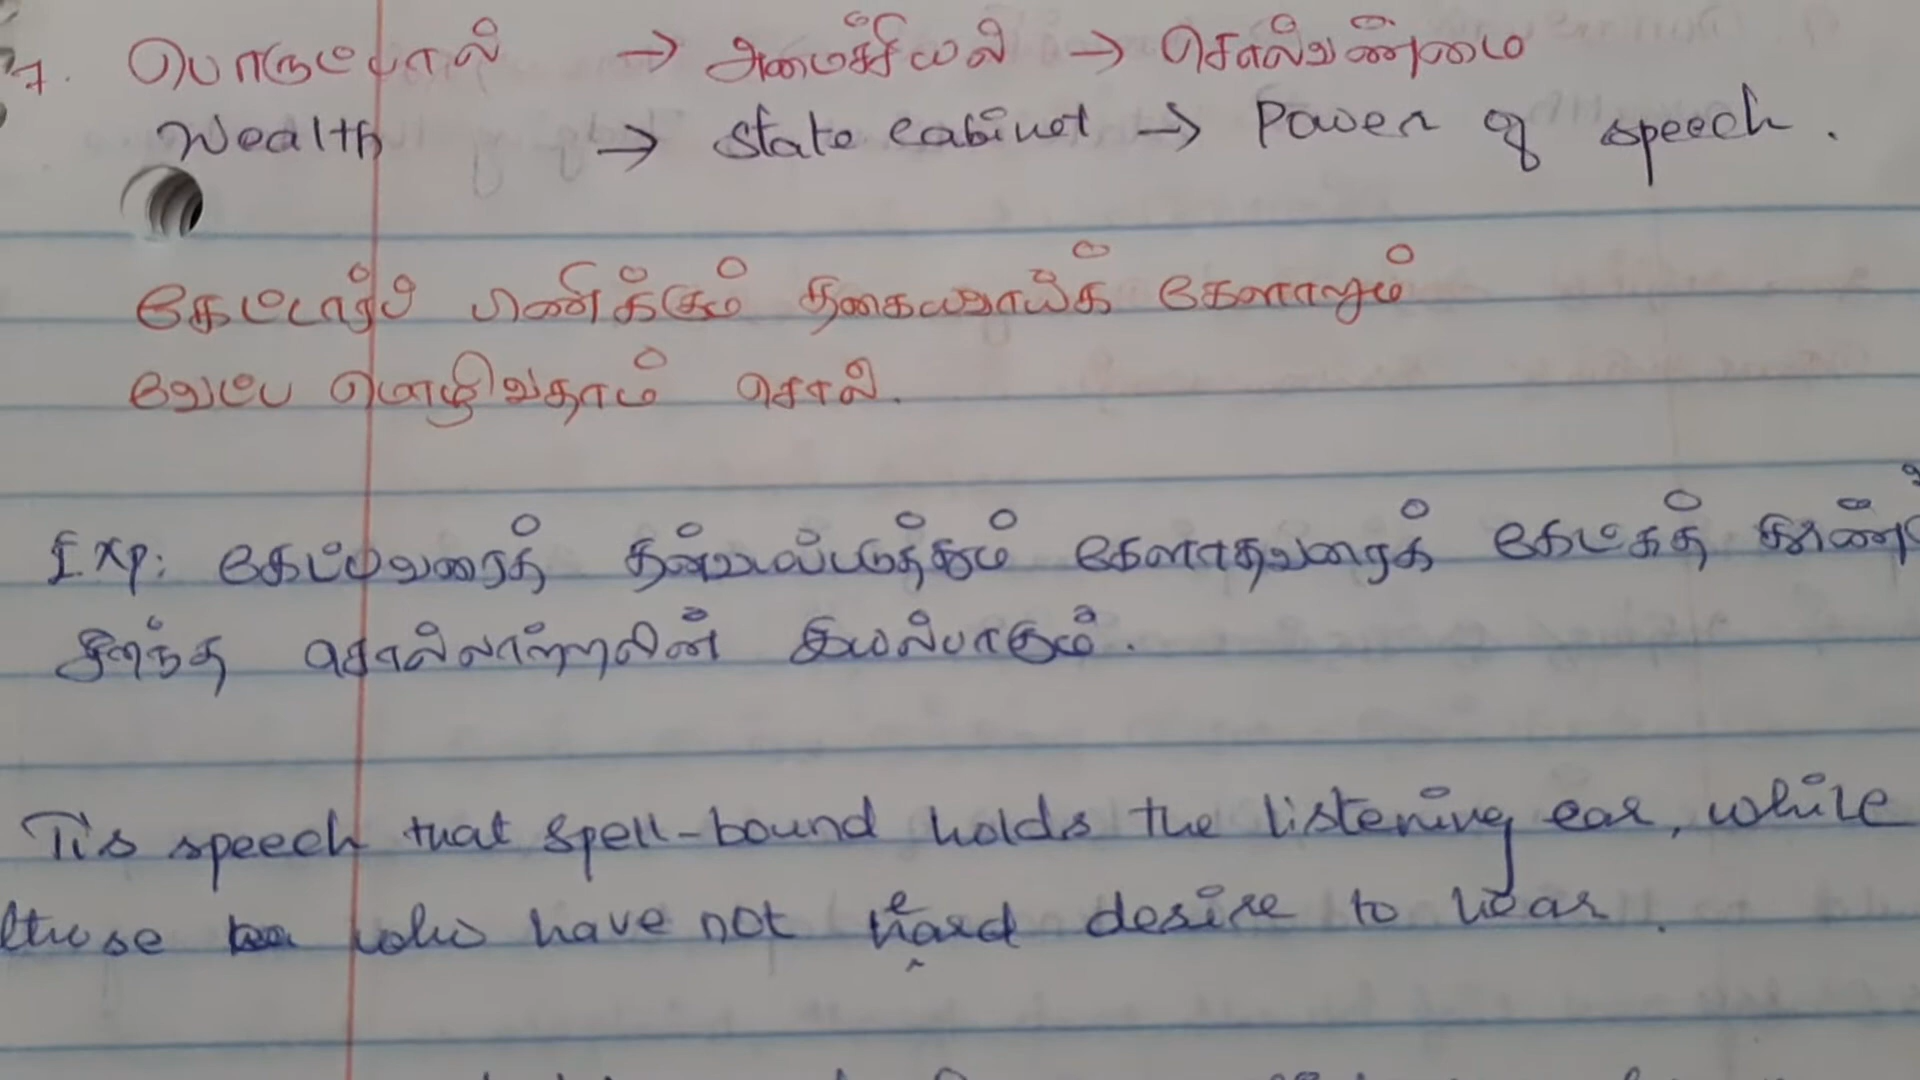 7. பொருட்பால் → அமைச்சியல் → சொல்வன்மை
Wealth → State cabinet → Power of speech.
கேட்டார்ப் பிணிக்கும் தகையவாய்க் கேளாரும்
வேட்ப மொழிவதாம் சொல்.
Exp: கேட்டவரைத் தன்வயப்படுத்தும் கேளாதவரைக் கேட்கத்
சிறந்த சொல்லாற்றலின் இயல்பாகும்.
Ti's speech that spell-bound holds the listening ear, while
those who have not heard desire to hear.